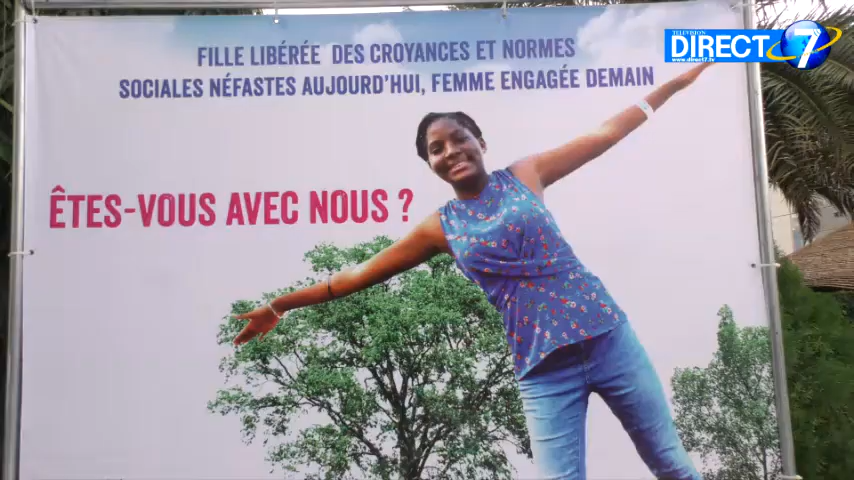 FILLE LIBÉRÉE DES CROYANCES ET NORMES
SOCIALES NÉFASTES AUJOURD'HUI, FEMME ENGAGÉE DEMAIN
ÊTES-VOUS AVEC NOUS ?
TÉLÉVISION
DIRECT 7
www.direct7.tv